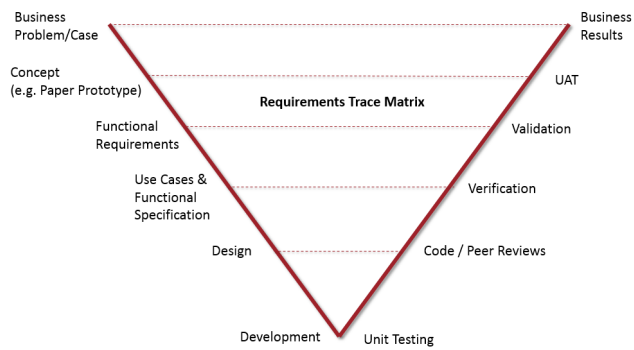 Business
Problem/Case
Business
Results
Concept
(e.g. Paper Prototype)
UAT
Requirements Trace Matrix
Functional
Requirements
Validation
Use Cases &
Functional
Specification
Verification
Design
Code / Peer Reviews
Development
Unit Testing